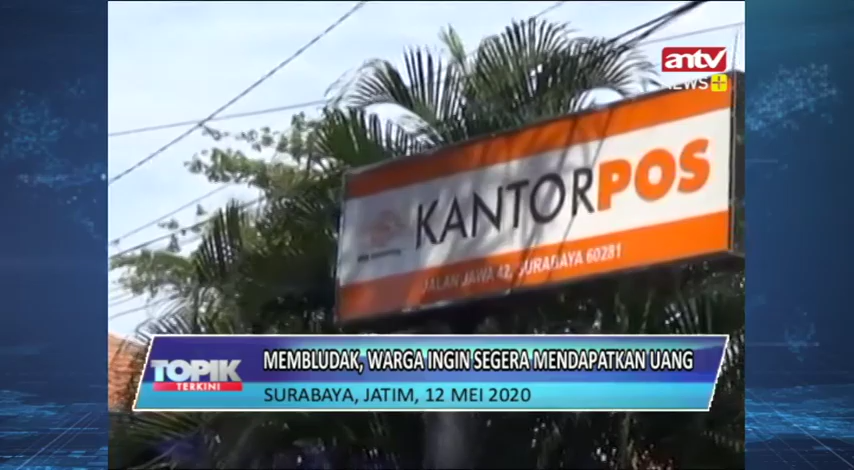 antv
NEWS+
KANTORPOS
JALAN JAWA 42, SURABAYA 60281
TOPIK
TERKINI
MEMBLUDAK, WARGA INGIN SEGERA MENDAPATKAN UANG
SURABAYA, JATIM, 12 MEI 2020